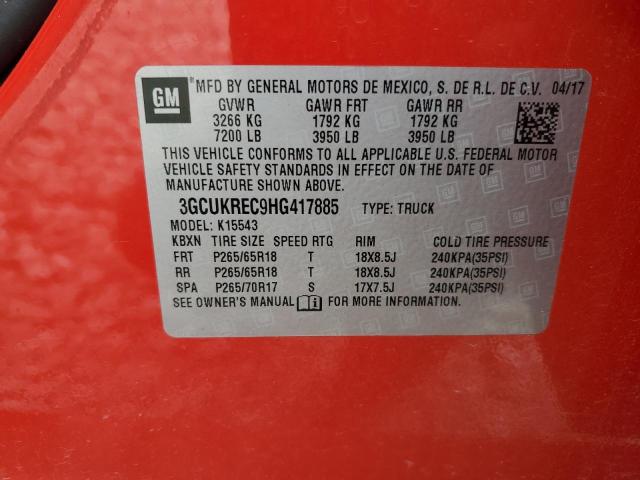 GM ® MFD BY GENERAL MOTORS DE MEXICO, S. DE R.L. DE C.V. 04/17
GVWR GAWR FRT GAWR RR
3266 KG 1792 KG 1792 KG
7200 LB 3950 LB 3950 LB
THIS VEHICLE CONFORMS TO ALL APPLICABLE U.S. FEDERAL MOTOR
VEHICLE SAFETY STANDARDS IN EFFECT ON THE DATE OF
MANUFACTURE SHOWN ABOVE.
3GCUKREC9HG417885 TYPE: TRUCK
MODEL: K15543
KBXN TIRE SIZE SPEED RTG RIM COLD TIRE PRESSURE
FRT P265/65R18 T 18X8.5J 240KPA(35PSI)
RR P265/65R18 T 18X8.5J 240KPA(35PSI)
SPA P265/70R17 S 17X7.5J 240KPA(35PSI)
SEE OWNER'S MANUAL FOR MORE INFORMATION.